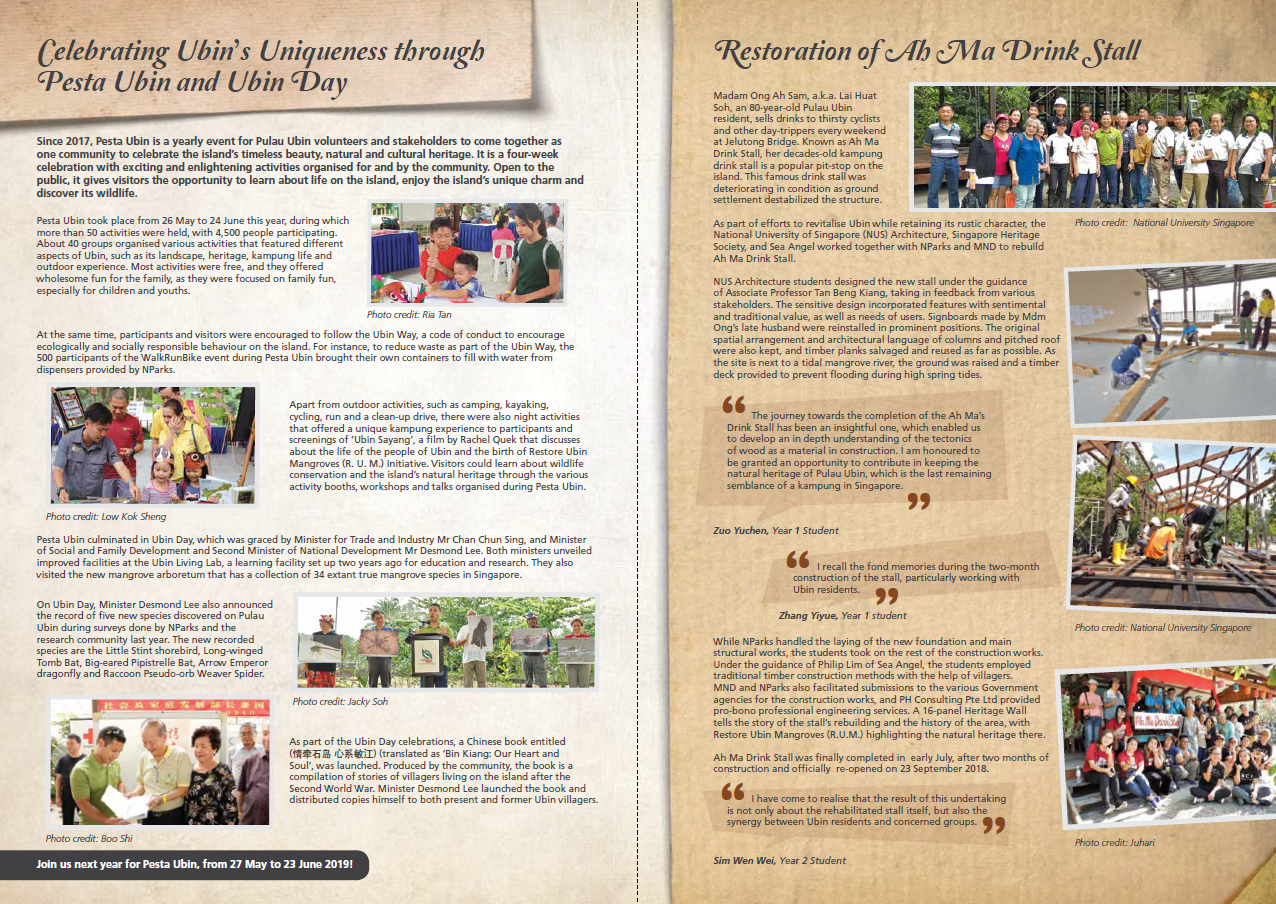 Celebrating Ubin's Uniqueness through
Pesta Ubin and Ubin Day
Since 2017, Pesta Ubin is a yearly event for Pulau Ubin volunteers and stakeholders to come together as
one community to celebrate the island's timeless beauty, natural and cultural heritage. It is a four-week
celebration with exciting and enlightening activities organised for and by the community. Open to the
public, it gives visitors the opportunity to learn about life on the island, enjoy the island's unique charm and
discover its wildlife.
Pesta Ubin took place from 26 May to 24 June this year, during which
more than 50 activities were held, with 4,500 people participating.
About 40 groups organised various activities that featured different
aspects of Ubin, such as its landscape, heritage, kampung life and
outdoor experience. Most activities were free, and they offered
wholesome fun for the family, as they were focused on family fun,
especially for children and youths.
Photo credit: Ria Tan
At the same time, participants and visitors were encouraged to follow the Ubin Way, a code of conduct to encourage
ecologically and socially responsible behaviour on the island. For instance, to reduce waste as part of the Ubin Way, the
500 participants of the WalkRunBike event during Pesta Ubin brought their own containers to fill with water from
dispensers provided by NParks.
Apart from outdoor activities, such as camping, kayaking,
cycling, run and a clean-up drive, there were also night activities
that offered a unique kampung experience to participants and
screenings of 'Ubin Sayang', a film by Rachel Quek that discusses
about the life of the people of Ubin and the birth of Restore Ubin
Mangroves (R. U. M.) Initiative. Visitors could learn about wildlife
conservation and the island's natural heritage through the various
activity booths, workshops and talks organised during Pesta Ubin.
Photo credit: Low Kok Sheng
Pesta Ubin culminated in Ubin Day, which was graced by Minister for Trade and Industry Mr Chan Chun Sing, and Minister
of Social and Family Development and Second Minister of National Development Mr Desmond Lee. Both ministers unveiled
improved facilities at the Ubin Living Lab, a learning facility set up two years ago for education and research. They also
visited the new mangrove arboretum that has a collection of 34 extant true mangrove species in Singapore.
On Ubin Day, Minister Desmond Lee also announced
the record of five new species discovered on Pulau
Ubin during surveys done by NParks and the
research community last year. The new recorded
species are the Little Stint shorebird, Long-winged
Tomb Bat, Big-eared Pipistrelle Bat, Arrow Emperor
dragonfly and Raccoon Pseudo-orb Weaver Spider.
Photo credit: Jacky Soh
社会及家庭发展部长兼国
As part of the Ubin Day celebrations, a Chinese book entitled
(情牵石岛 心系敏江) (translated as 'Bin Kiang: Our Heart and
Soul', was launched. Produced by the community, the book is a
compilation of stories of villagers living on the island after the
Second World War. Minister Desmond Lee launched the book and
distributed copies himself to both present and former Ubin villagers.
Photo credit: Boo Shi
Join us next year for Pesta Ubin, from 27 May to 23 June 2019!
Restoration of Ah Ma Drink Stall
Madam Ong Ah Sam, a.k.a. Lai Huat
Soh, an 80-year-old Pulau Ubin
resident, sells drinks to thirsty cyclists
and other day-trippers every weekend
at Jelutong Bridge. Known as Ah Ma
Drink Stall, her decades-old kampung
drink stall is a popular pit-stop on the
island. This famous drink stall was
deteriorating in condition as ground
settlement destabilized the structure.
Photo credit: National University Singapore
As part of efforts to revitalise Ubin while retaining its rustic character, the
National University of Singapore (NUS) Architecture, Singapore Heritage
Society, and Sea Angel worked together with NParks and MND to rebuild
Ah Ma Drink Stall.
NUS Architecture students designed the new stall under the guidance
of Associate Professor Tan Beng Kiang, taking in feedback from various
stakeholders. The sensitive design incorporated features with sentimental
and traditional value, as well as needs of users. Signboards made by Mdm
Ong's late husband were reinstalled in prominent positions. The original
spatial arrangement and architectural language of columns and pitched roof
were also kept, and timber planks salvaged and reused as far as possible. As
the site is next to a tidal mangrove river, the ground was raised and a timber
deck provided to prevent flooding during high spring tides.
“ The journey towards the completion of the Ah Ma's
Drink Stall has been an insightful one, which enabled us
to develop an in depth understanding of the tectonics
of wood as a material in construction. I am honoured to
be granted an opportunity to contribute in keeping the
natural heritage of Pulau Ubin, which is the last remaining
semblance of a kampung in Singapore. ”
Zuo Yuchen, Year 1 Student
“ I recall the fond memories during the two-month
construction of the stall, particularly working with
Ubin residents. ”
Zhang Yiyue, Year 1 student
Photo credit: National University Singapore
While NParks handled the laying of the new foundation and main
structural works, the students took on the rest of the construction works.
Under the guidance of Philip Lim of Sea Angel, the students employed
traditional timber construction methods with the help of villagers.
MND and NParks also facilitated submissions to the various Government
agencies for the construction works, and PH Consulting Pte Ltd provided
pro-bono professional engineering services. A 16-panel Heritage Wall
tells the story of the stall's rebuilding and the history of the area, with
Restore Ubin Mangroves (R.U.M.) highlighting the natural heritage there.
Ah Ma Drink Stall was finally completed in early July, after two months of
construction and officially re-opened on 23 September 2018.
“ I have come to realise that the result of this undertaking
is not only about the rehabilitated stall itself, but also the
synergy between Ubin residents and concerned groups. ”
Sim Wen Wei, Year 2 Student
Ah Ma Drink Stall
Photo credit: Juhari